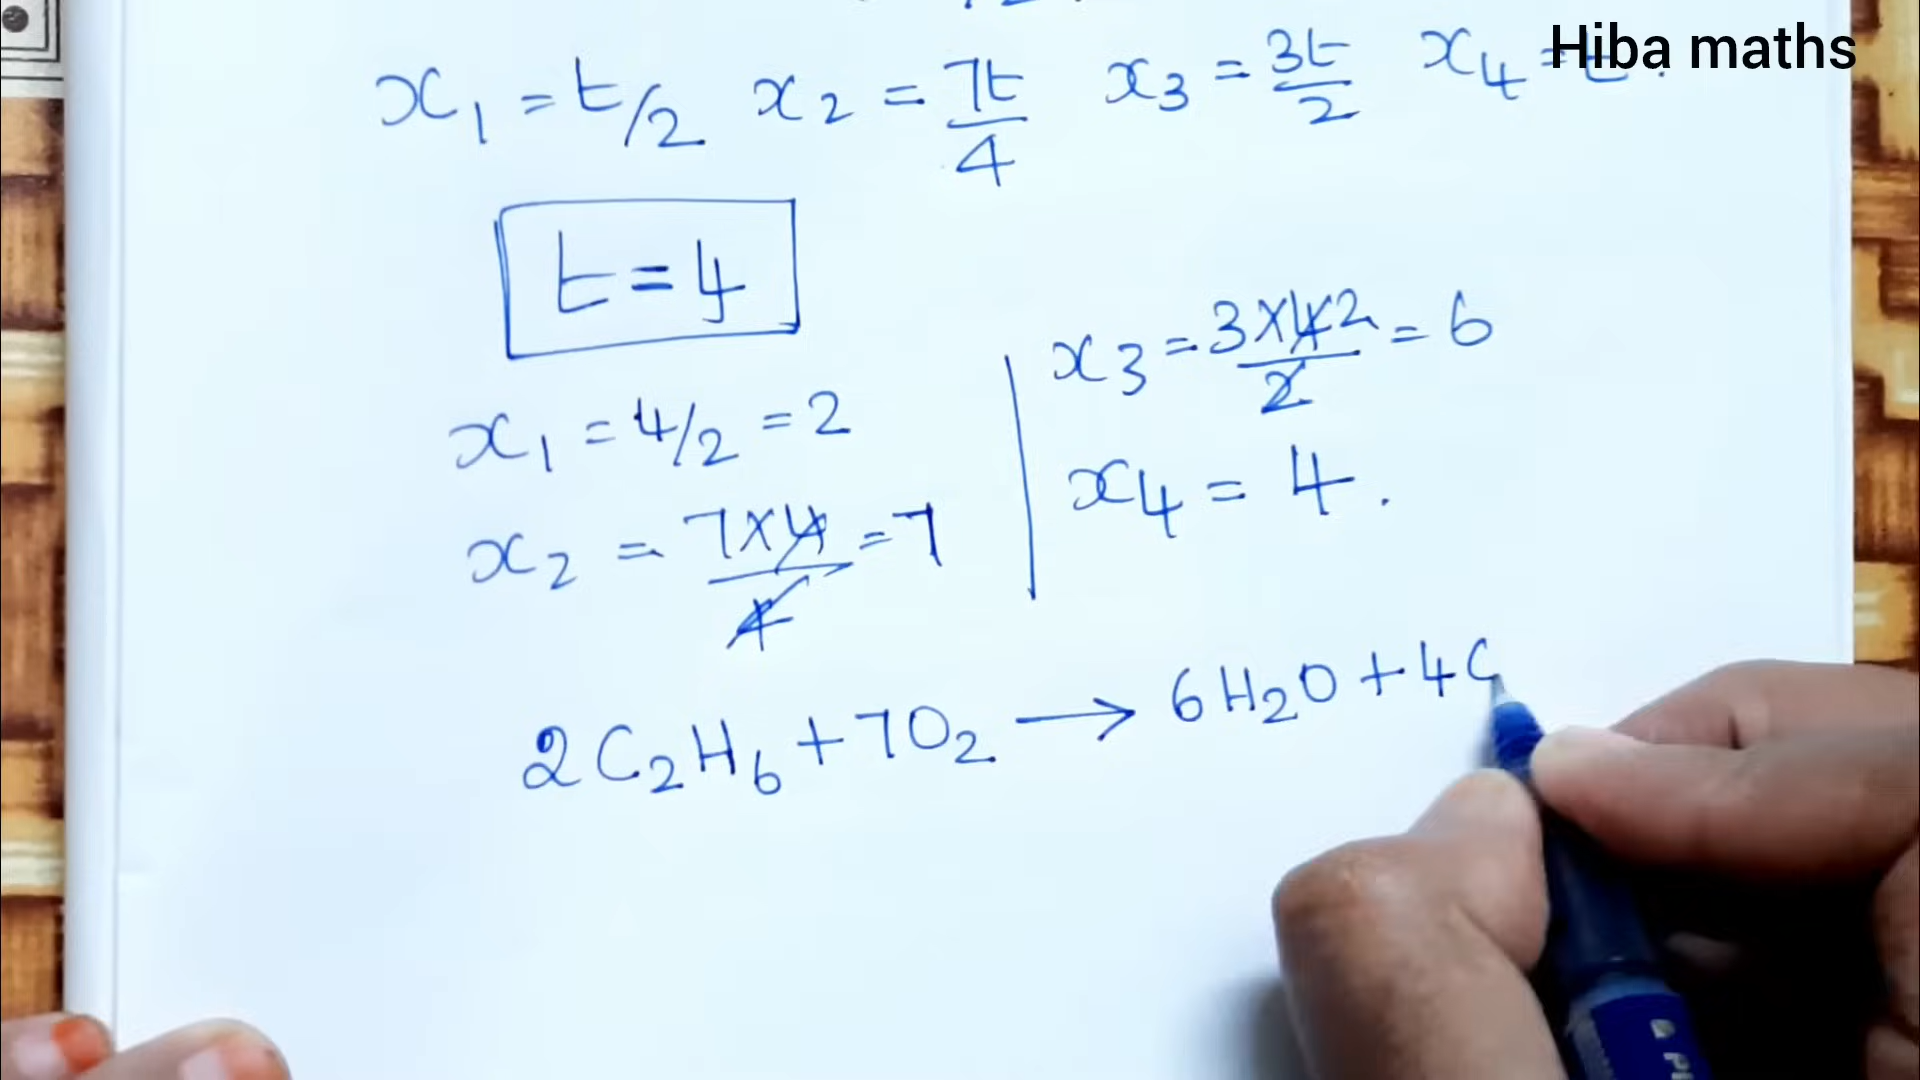 Hiba maths
x₁ = t/2 x₂ = 7t/4 x₃ = 3t/2 x₄ = t.
t = 4
x₁ = 4/2 = 2
x₂ = 7×4/4 = 7
x₃ = 3×4 2/2 = 6
x₄ = 4.
2C₂H₆ + 7O₂ → 6H₂O + 4C